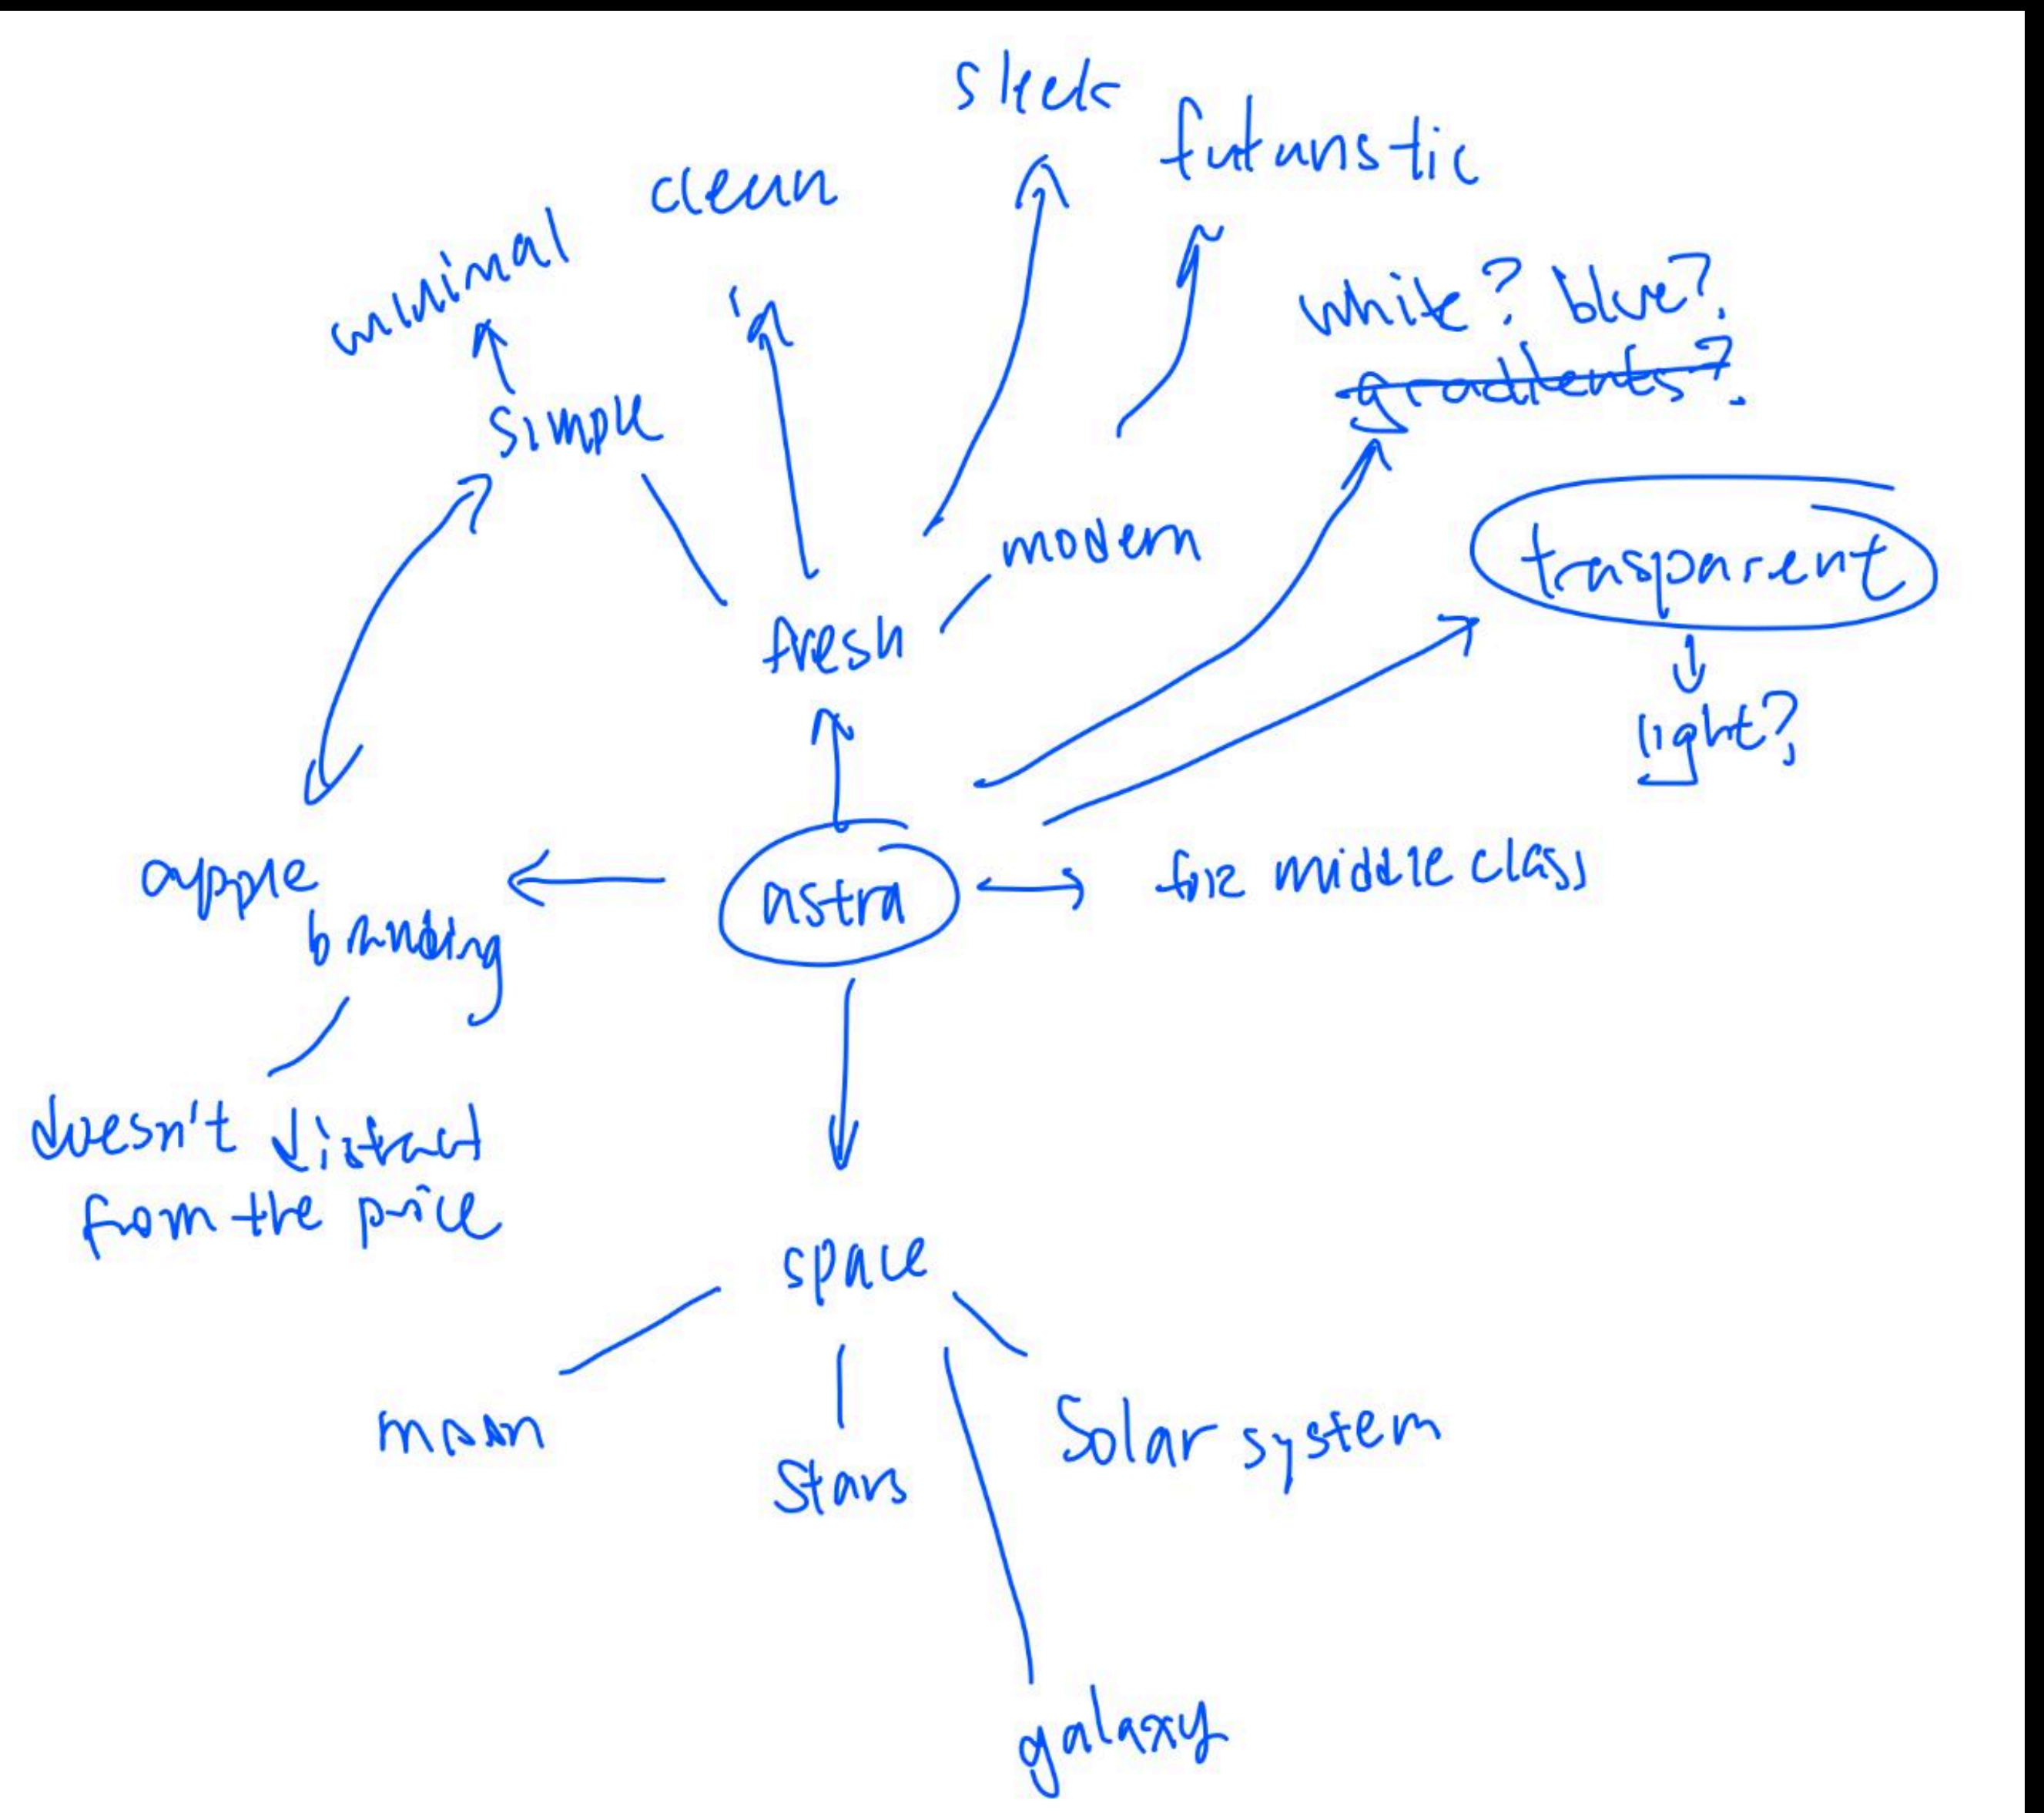 sleek
futuristic
clean
minimal
white? blue?
gradients?
simple
modern
trasparent
fresh
light?
apple
branding
astra
for middle class
doesn't distract
from the price
space
moon
stars
solar system
galaxy